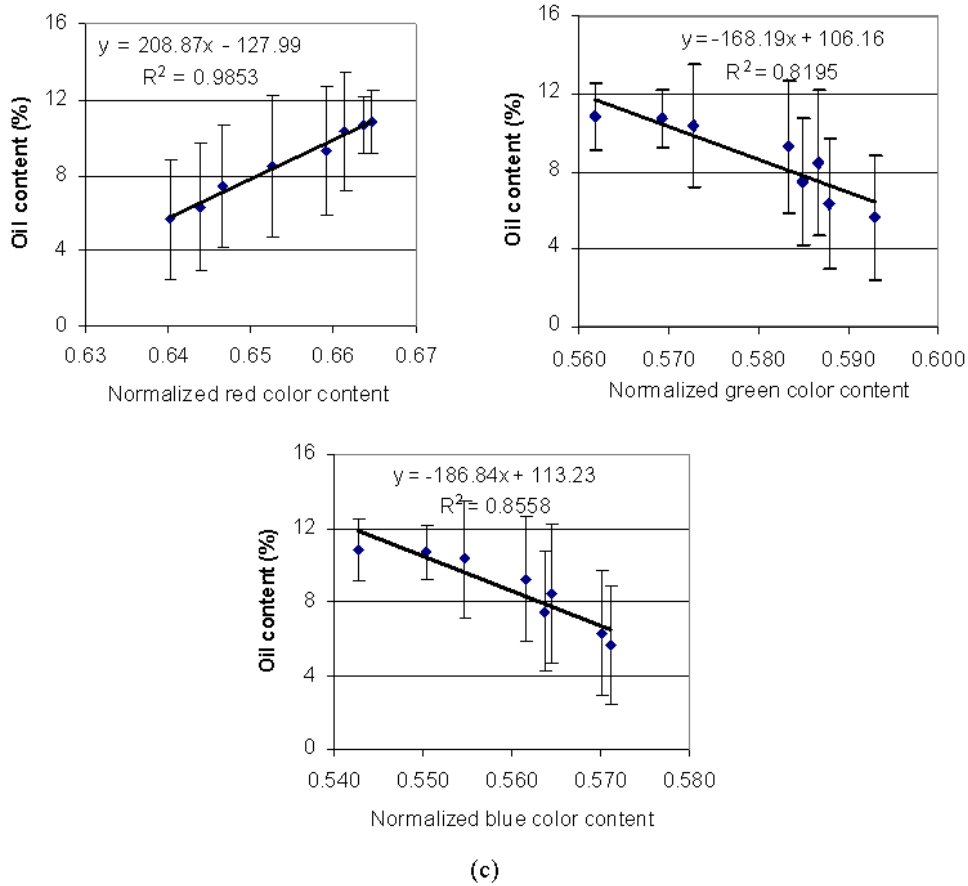 16
12
8
4
0
y = 208.87x - 127.99
R² = 0.9853
Oil content (%)
0.63 0.64 0.65 0.66 0.67
Normalized red color content
16
12
8
4
0
y= -168.19x + 106.16
R² = 0.8195
Oil content (%)
0.560 0.570 0.580 0.590 0.600
Normalized green color content
16
12
8
4
0
y = -186.84x + 113.23
R² = 0.8558
Oil content (%)
0.540 0.550 0.560 0.570 0.580
Normalized blue color content
(c)